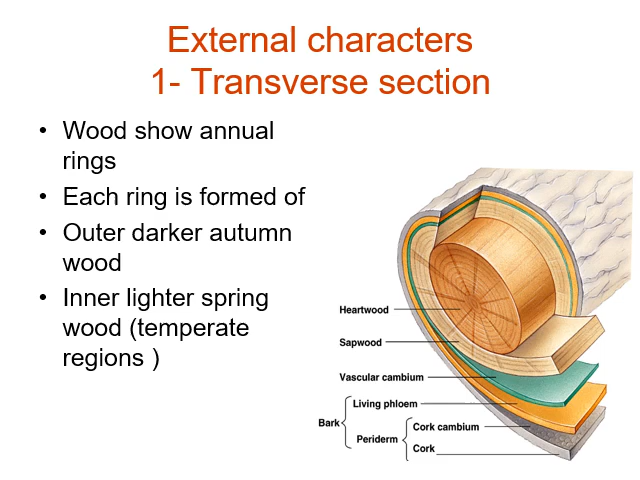 External characters
1- Transverse section
• Wood show annual
rings
• Each ring is formed of
• Outer darker autumn
wood
• Inner lighter spring
wood (temperate
regions )
Heartwood
Sapwood
Vascular cambium
Living phloem
Bark
Cork cambium
Periderm
Cork